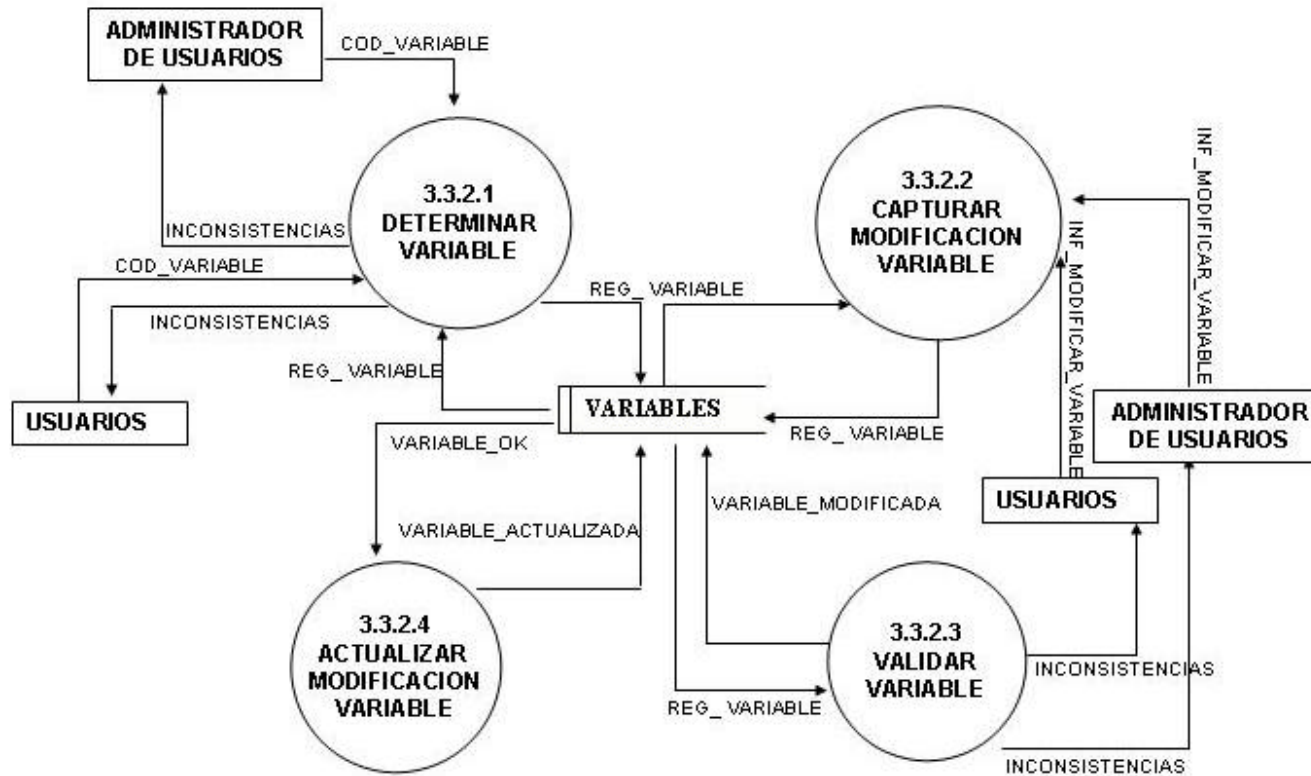 ADMINISTRADOR
DE USUARIOS
COD_VARIABLE
3.3.2.1
DETERMINAR
VARIABLE
INCONSISTENCIAS
COD_VARIABLE
INCONSISTENCIAS
REG_ VARIABLE
USUARIOS
REG_ VARIABLE
3.3.2.2
CAPTURAR
MODIFICACION
VARIABLE
INF_MODIFICAR_VARIABLE
INF_MODIFICAR_VARIABLE
VARIABLES
REG_ VARIABLE
ADMINISTRADOR
DE USUARIOS
USUARIOS
VARIABLE_OK
VARIABLE_ACTUALIZADA
VARIABLE_MODIFICADA
3.3.2.4
ACTUALIZAR
MODIFICACION
VARIABLE
3.3.2.3
VALIDAR
VARIABLE
REG_ VARIABLE
INCONSISTENCIAS
INCONSISTENCIAS